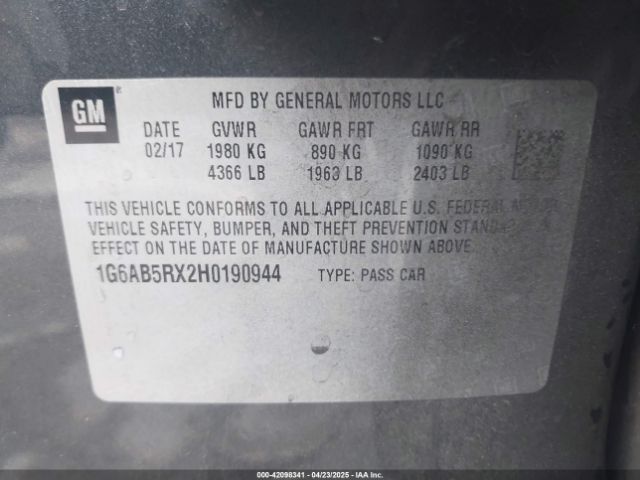 GM
MFD BY GENERAL MOTORS LLC
DATE GVWR GAWR FRT GAWR RR
02/17 1980 KG 890 KG 1090 KG
4366 LB 1963 LB 2403 LB
THIS VEHICLE CONFORMS TO ALL APPLICABLE U.S. FEDERAL
VEHICLE SAFETY, BUMPER, AND THEFT PREVENTION
EFFECT ON THE DATE OF MANUFACTURE SHOWN ABOVE.
1G6AB5RX2H0190944 TYPE: PASS CAR
000-42098341 - 04/23/2025 - Copyright © 2025 IAA, Inc.